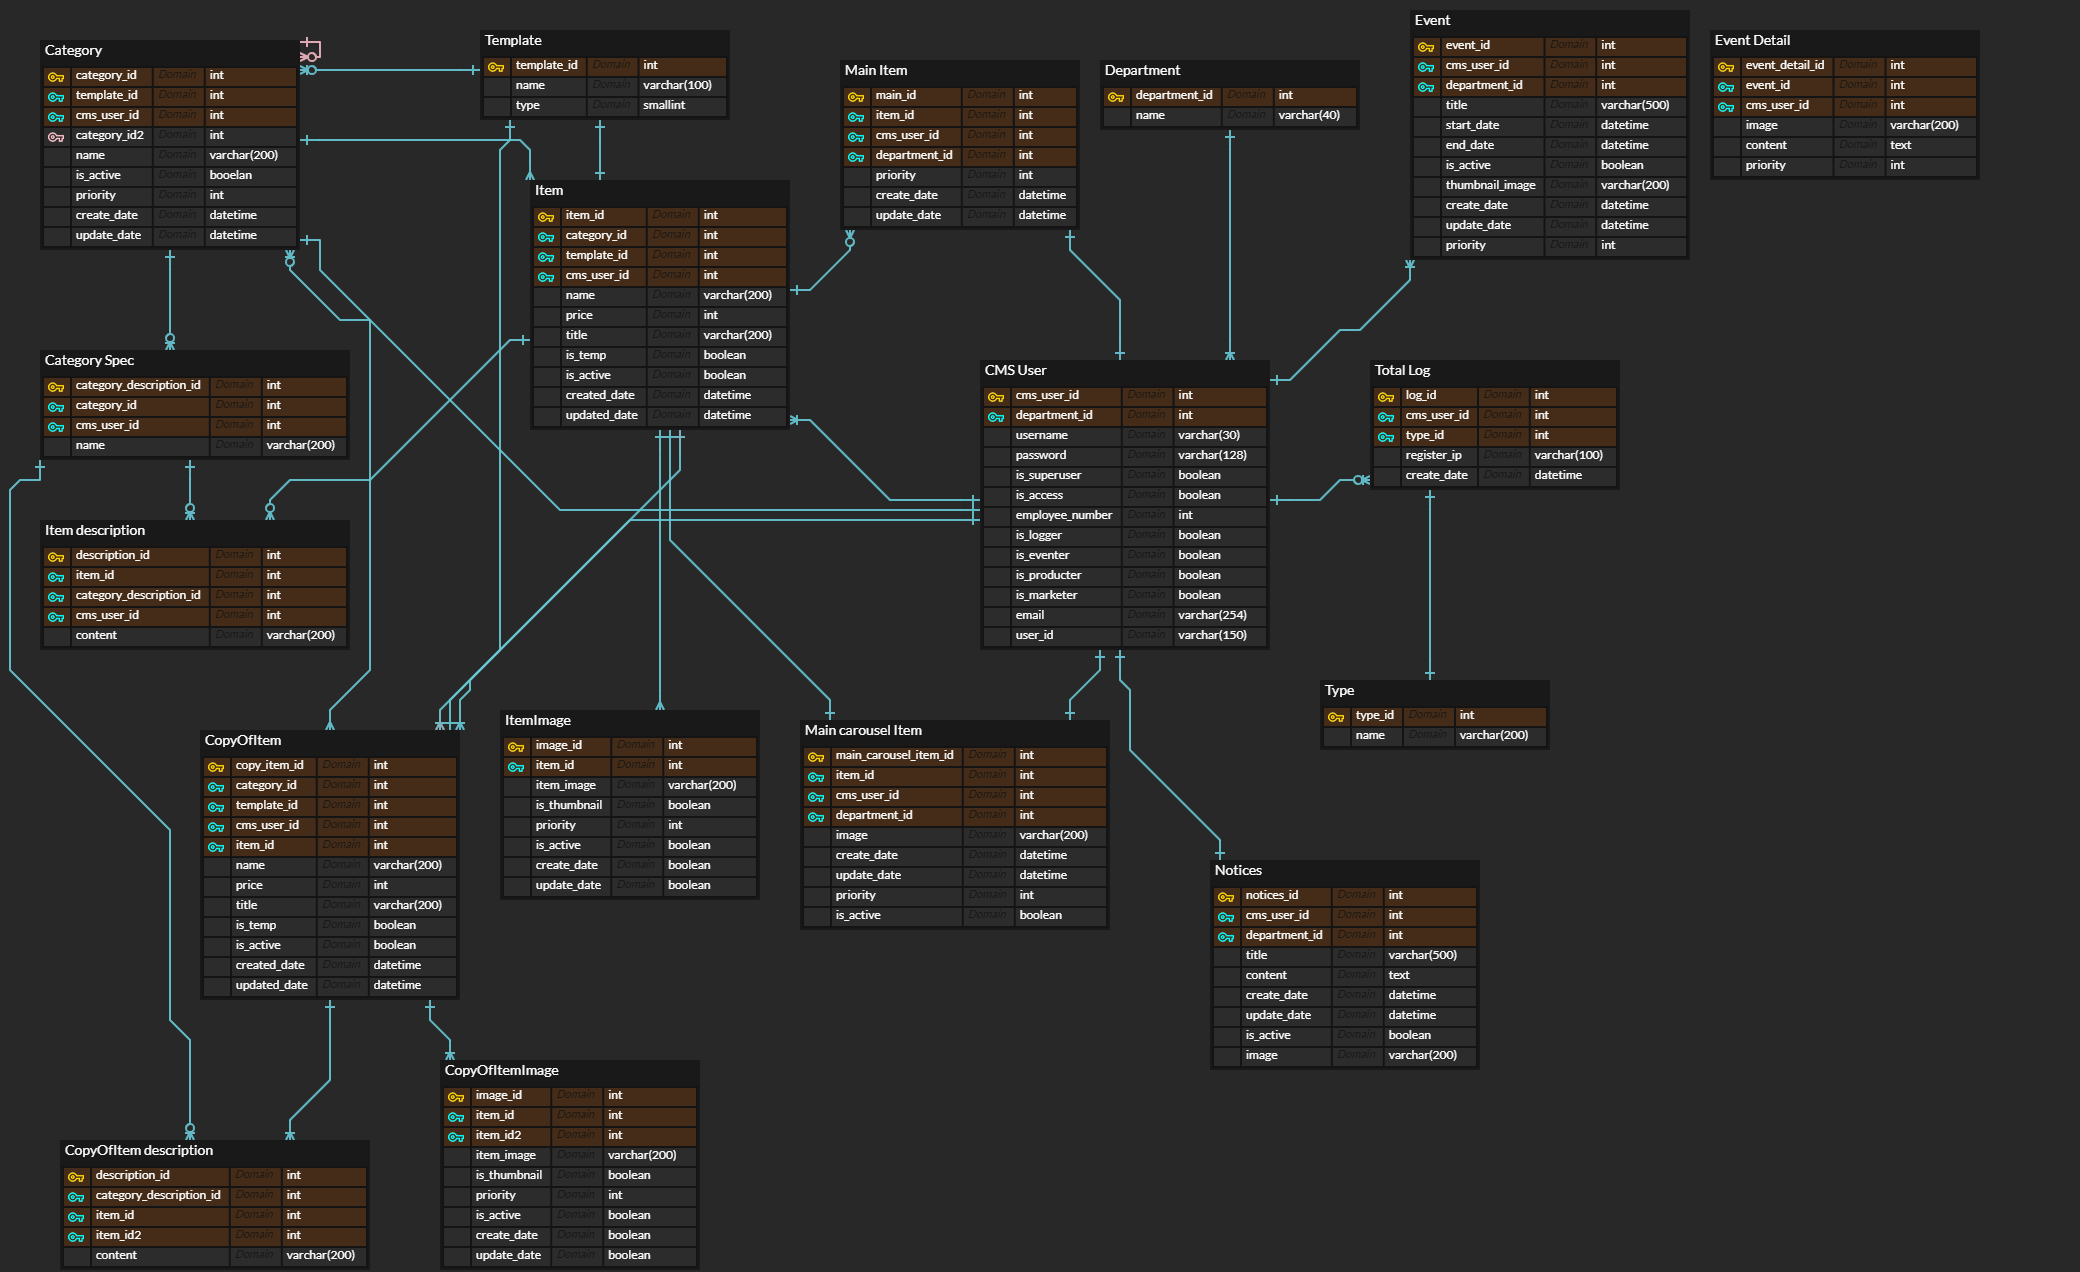 Category
category_id Domain int
template_id Domain int
cms_user_id Domain int
category_id2 Domain int
name Domain varchar(200)
is_active Domain booelan
priority Domain int
create_date Domain datetime
update_date Domain datetime
Template
template_id Domain int
name Domain varchar(100)
type Domain smallint
Main Item
main_id Domain int
item_id Domain int
cms_user_id Domain int
department_id Domain int
priority Domain int
create_date Domain datetime
update_date Domain datetime
Department
department_id Domain int
name Domain varchar(40)
Event
event_id Domain int
cms_user_id Domain int
department_id Domain int
title Domain varchar(500)
start_date Domain datetime
end_date Domain datetime
is_active Domain boolean
thumbnail_image Domain varchar(200)
create_date Domain datetime
update_date Domain datetime
priority Domain int
Event Detail
event_detail_id Domain int
event_id Domain int
cms_user_id Domain int
image Domain varchar(200)
content Domain text
priority Domain int
Item
item_id Domain int
category_id Domain int
template_id Domain int
cms_user_id Domain int
name Domain varchar(200)
price Domain int
title Domain varchar(200)
is_temp Domain boolean
is_active Domain boolean
created_date Domain datetime
updated_date Domain datetime
Category Spec
category_description_id Domain int
category_id Domain int
cms_user_id Domain int
name Domain varchar(200)
CMS User
cms_user_id Domain int
department_id Domain int
username Domain varchar(30)
password Domain varchar(128)
is_superuser Domain boolean
is_access Domain boolean
employee_number Domain int
is_logger Domain boolean
is_eventer Domain boolean
is_producter Domain boolean
is_marketer Domain boolean
email Domain varchar(254)
user_id Domain varchar(150)
Total Log
log_id Domain int
cms_user_id Domain int
type_id Domain int
register_ip Domain varchar(100)
create_date Domain datetime
Item description
description_id Domain int
item_id Domain int
category_description_id Domain int
cms_user_id Domain int
content Domain varchar(200)
Type
type_id Domain int
name Domain varchar(200)
CopyOfItem
copy_item_id Domain int
category_id Domain int
template_id Domain int
cms_user_id Domain int
item_id Domain int
name Domain varchar(200)
price Domain int
title Domain varchar(200)
is_temp Domain boolean
is_active Domain boolean
created_date Domain datetime
updated_date Domain datetime
ItemImage
image_id Domain int
item_id Domain int
item_image Domain varchar(200)
is_thumbnail Domain boolean
priority Domain int
is_active Domain boolean
create_date Domain boolean
update_date Domain boolean
Main carousel Item
main_carousel_item_id Domain int
item_id Domain int
cms_user_id Domain int
department_id Domain int
image Domain varchar(200)
create_date Domain datetime
update_date Domain datetime
priority Domain int
is_active Domain boolean
Notices
notices_id Domain int
cms_user_id Domain int
department_id Domain int
title Domain varchar(500)
content Domain text
create_date Domain datetime
update_date Domain datetime
is_active Domain boolean
image Domain varchar(200)
CopyOfItemImage
image_id Domain int
item_id Domain int
item_id2 Domain int
item_image Domain varchar(200)
is_thumbnail Domain boolean
priority Domain int
is_active Domain boolean
create_date Domain boolean
update_date Domain boolean
CopyOfItem description
description_id Domain int
category_description_id Domain int
item_id Domain int
item_id2 Domain int
content Domain varchar(200)